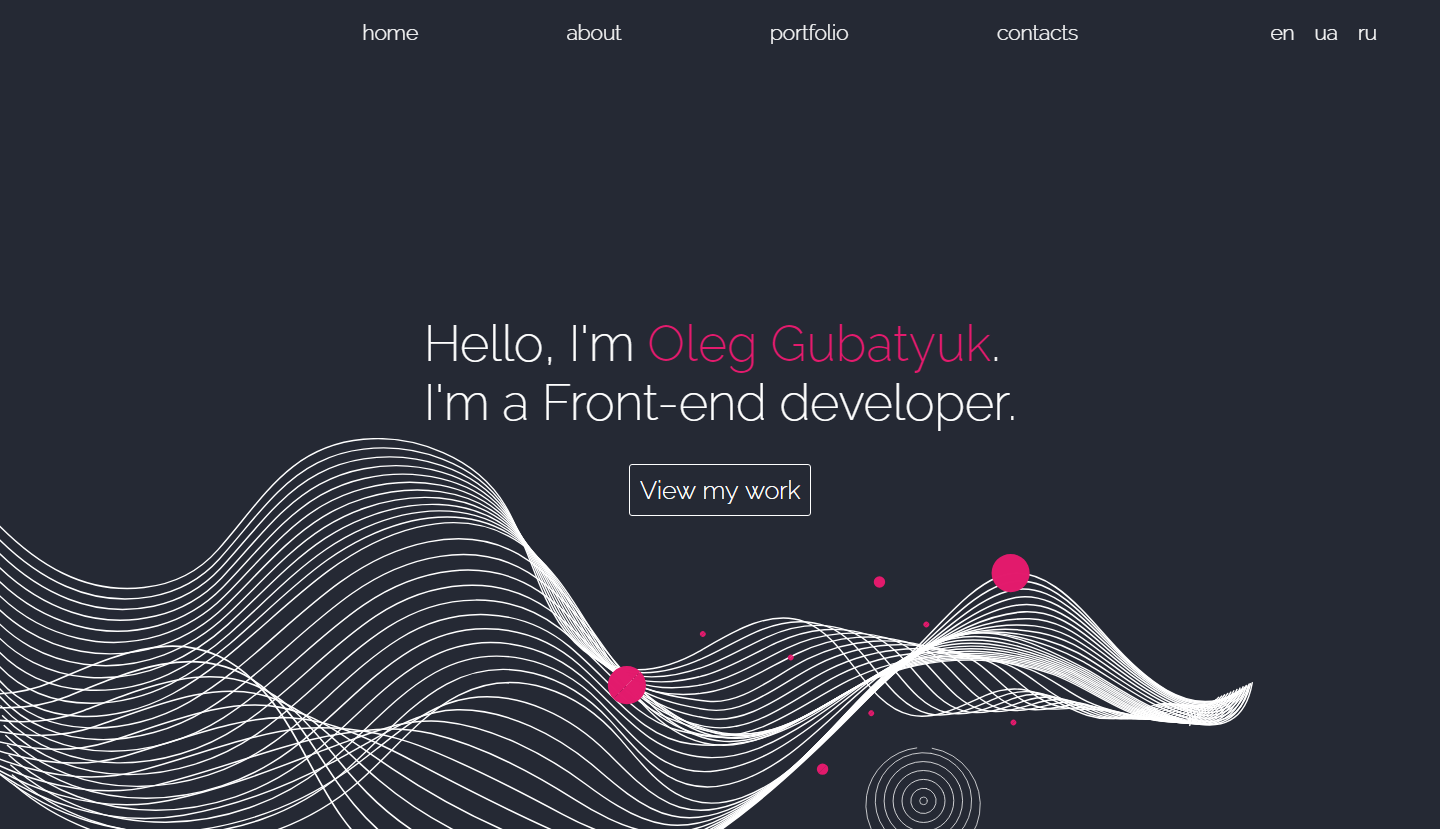 home about portfolio contacts en ua ru
Hello, I'm Oleg Gubatyuk.
I'm a Front-end developer.
View my work